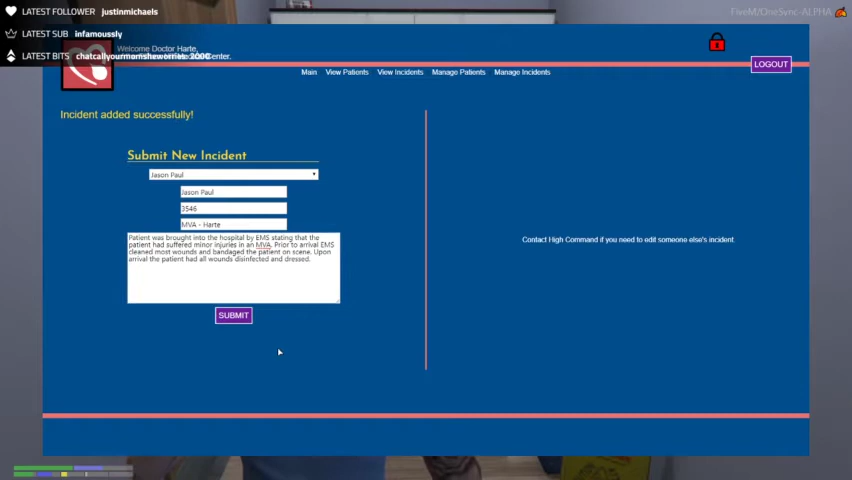 LATEST FOLLOWER justinmichaels
FiveM/OneSync-ALPHA
LATEST SUB infamoussly
Welcome Doctor Harte,
LATEST BITS chatcallyourmomshewerries: 2000
Center.
LOGOUT
Main View Patients View Incidents Manage Patients Manage Incidents
Incident added successfully!
Submit New Incident
Jason Paul
Jason Paul
3546
MVA - Harte
Patient was brought into the hospital by EMS stating that the
patient had suffered minor injuries in an MVA. Prior to arrival EMS
cleaned most wounds and bandaged the patient on scene. Upon
arrival the patient had all wounds disinfected and dressed.
SUBMIT
Contact High Command if you need to edit someone else's incident.